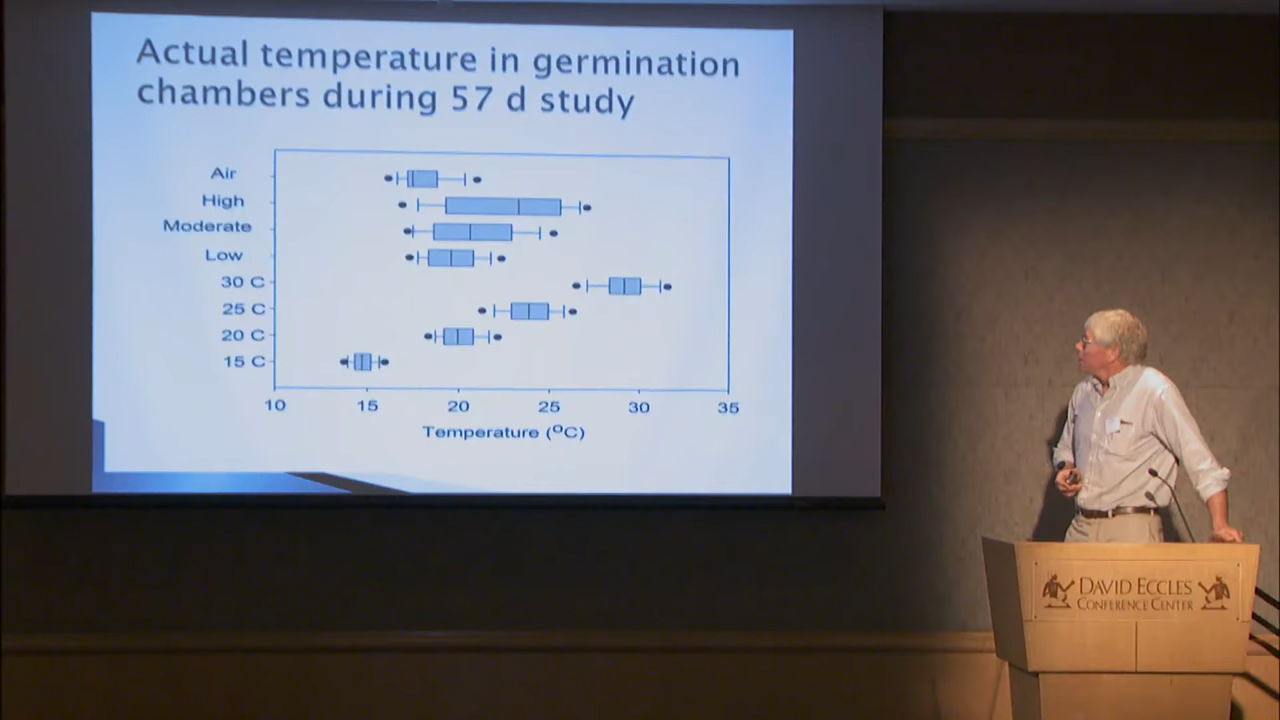 Actual temperature in germination
chambers during 57 d study
Air
High
Moderate
Low
30 C
25 C
20 C
15 C
10 15 20 25 30 35
Temperature (ºC)
DAVID ECCLES
CONFERENCE CENTER